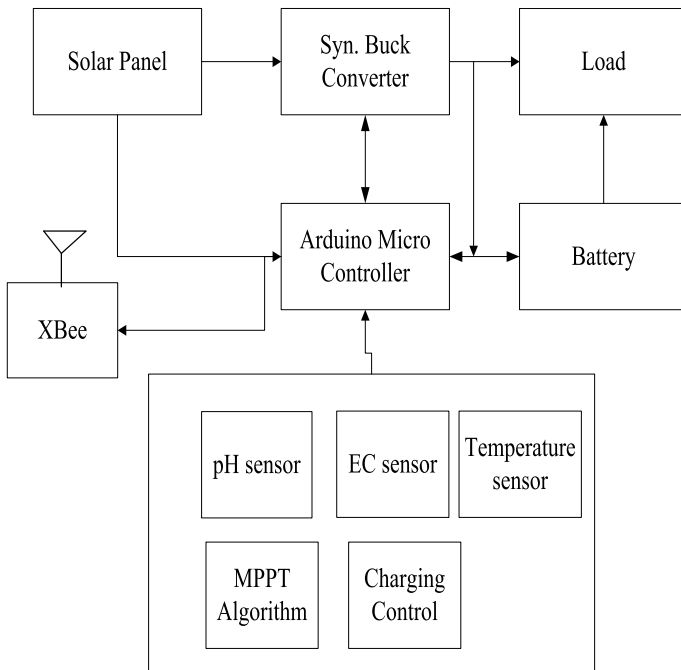 Solar Panel
Syn. Buck
Converter
Load
Arduino Micro
Controller
Battery
XBee
pH sensor
EC sensor
Temperature
sensor
MPPT
Algorithm
Charging
Control